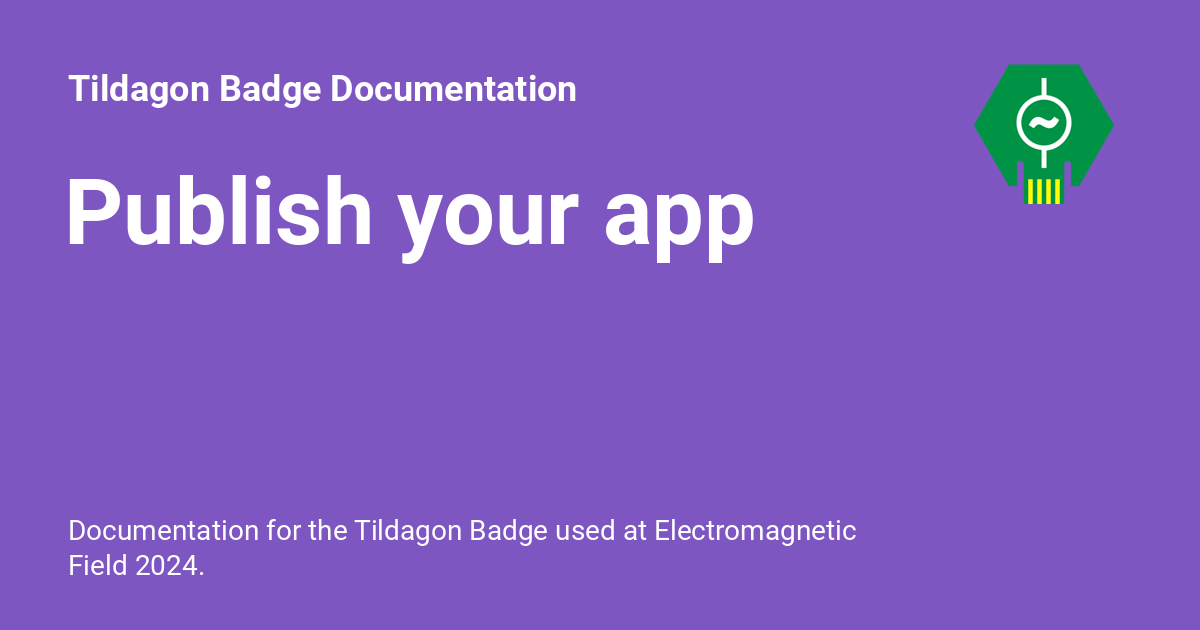 Tildagon Badge Documentation
Publish your app
Documentation for the Tildagon Badge used at Electromagnetic
Field 2024.